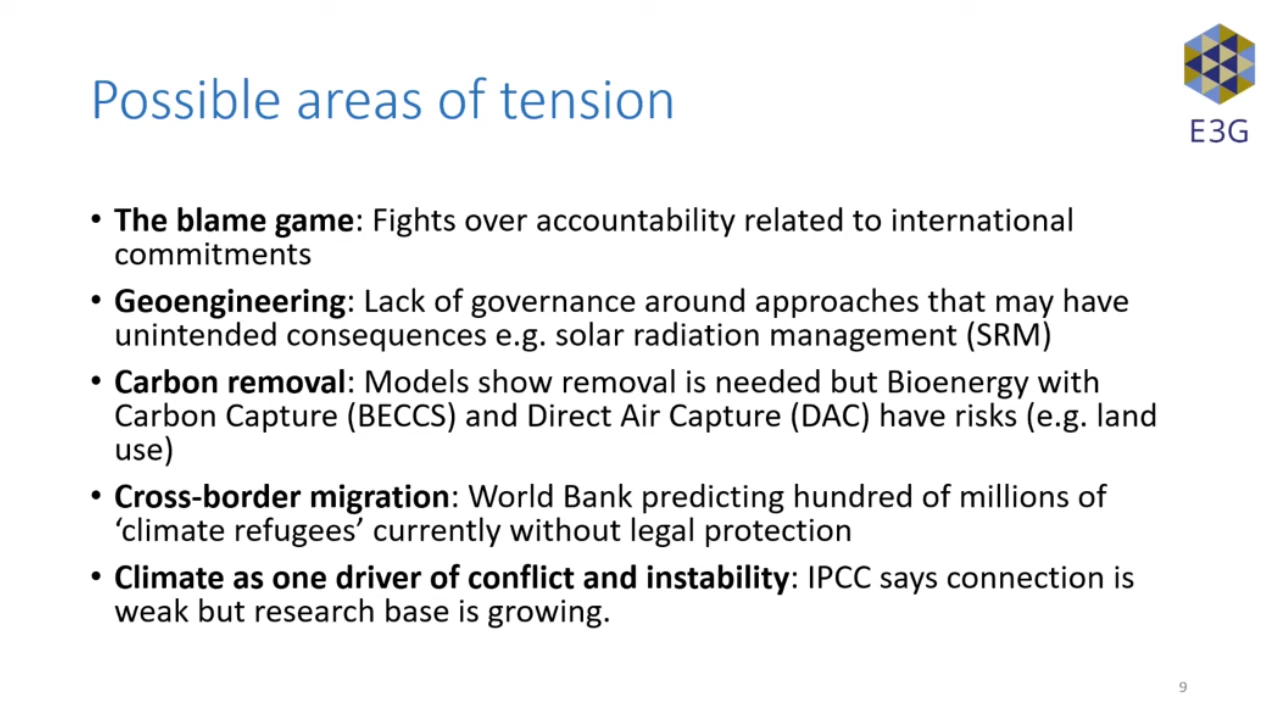 Possible areas of tension
E3G
• The blame game: Fights over accountability related to international
commitments
• Geoengineering: Lack of governance around approaches that may have
unintended consequences e.g. solar radiation management (SRM)
• Carbon removal: Models show removal is needed but Bioenergy with
Carbon Capture (BECCS) and Direct Air Capture (DAC) have risks (e.g. land
use)
• Cross-border migration: World Bank predicting hundred of millions of
‘climate refugees’ currently without legal protection
• Climate as one driver of conflict and instability: IPCC says connection is
weak but research base is growing.
9